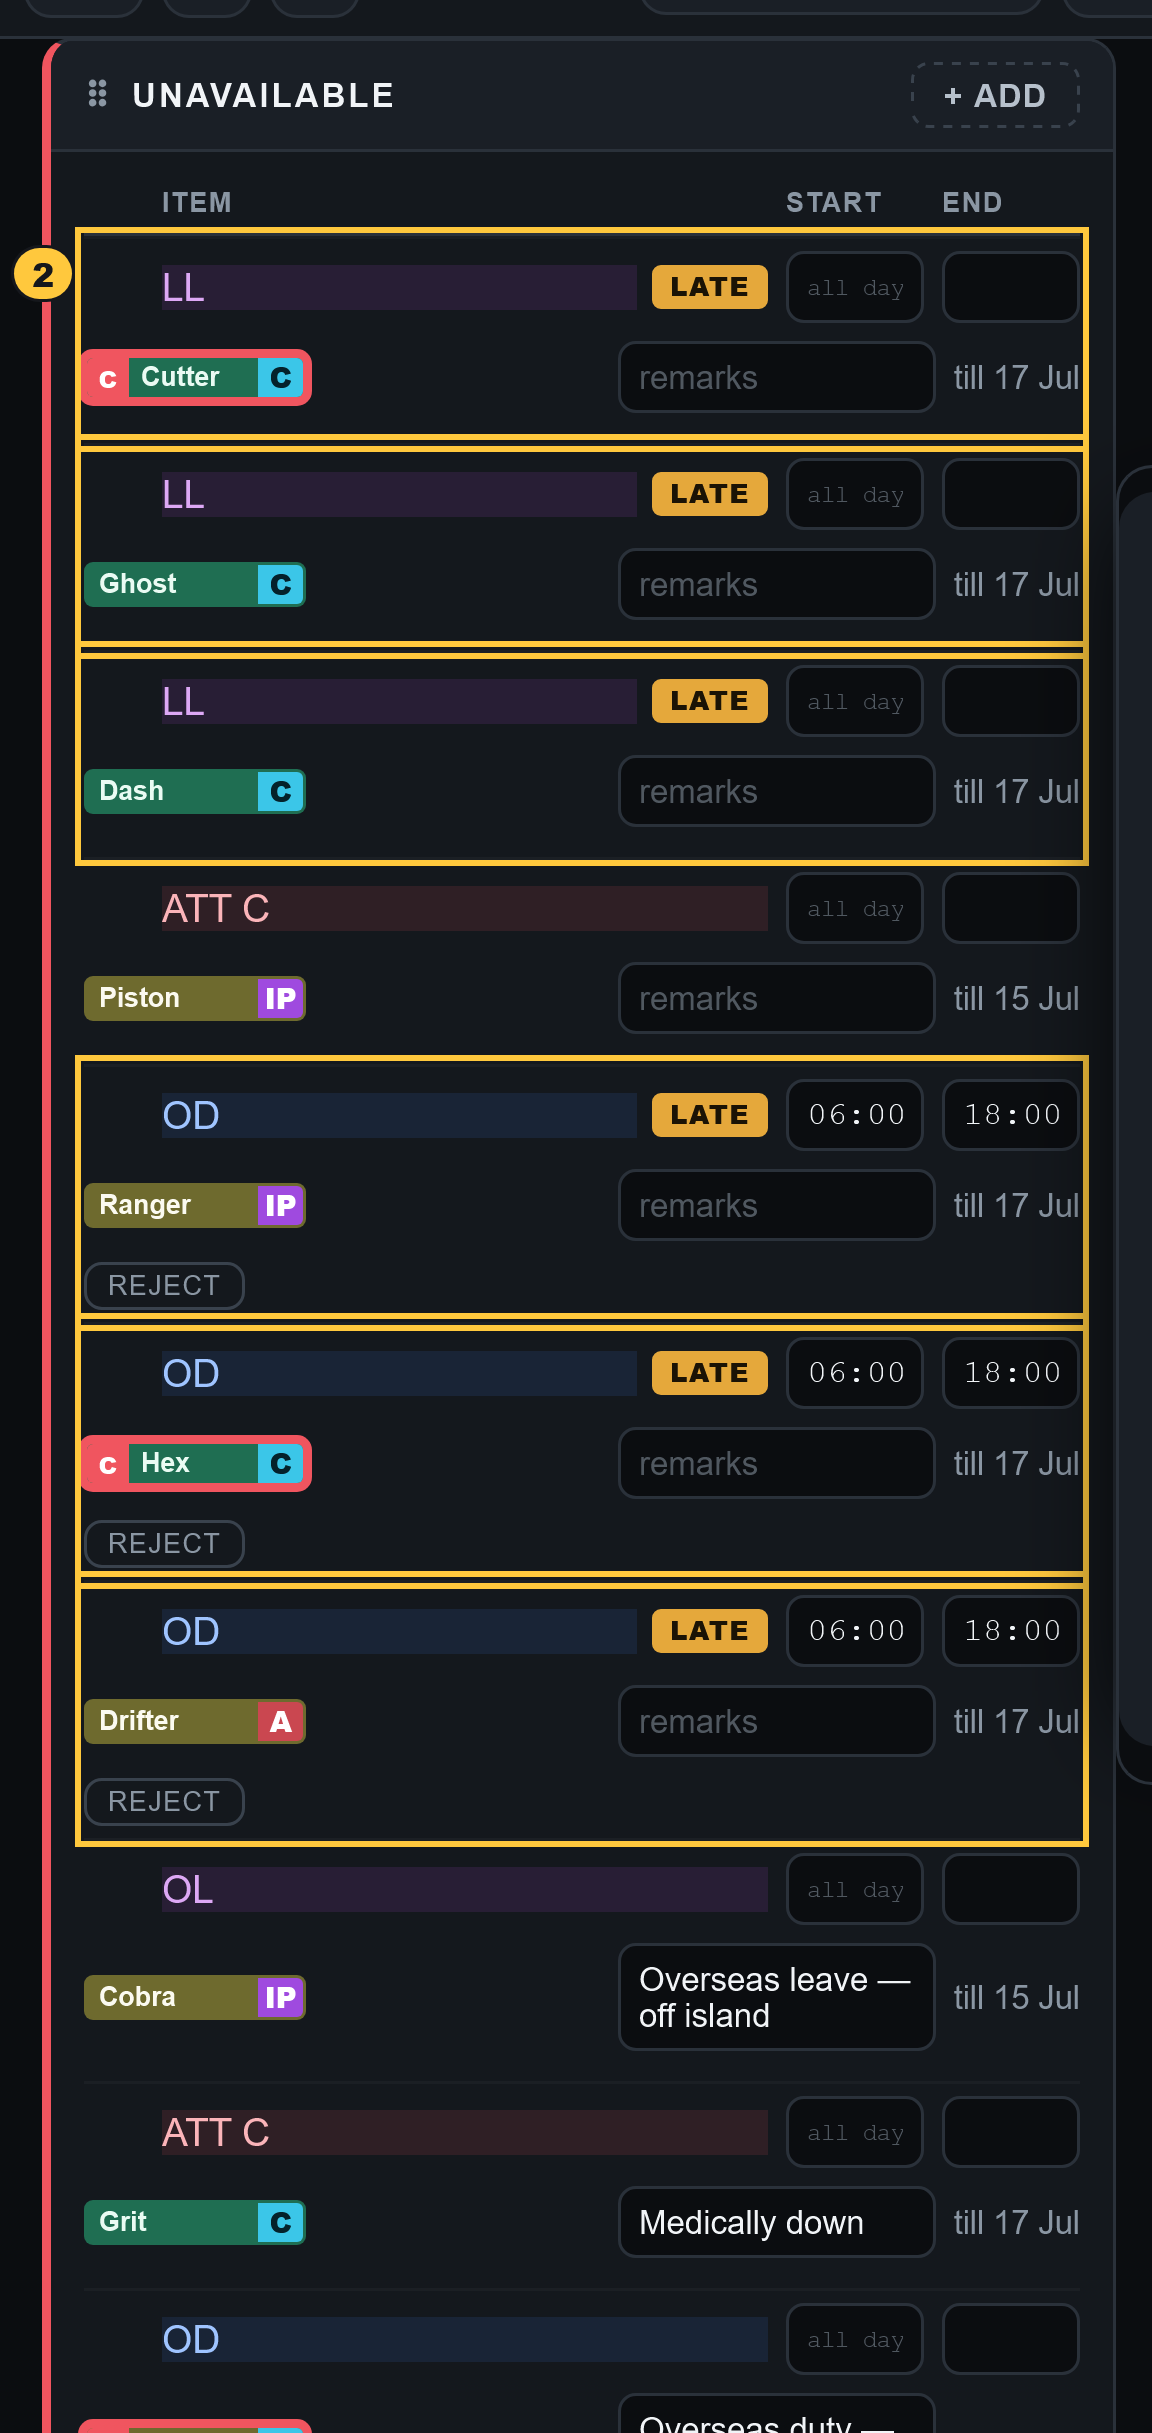 UNAVAILABLE
+ ADD
ITEM START END
2
LL LATE all day
c Cutter C remarks till 17 Jul
LL LATE all day
Ghost C remarks till 17 Jul
LL LATE all day
Dash C remarks till 17 Jul
ATT C all day
Piston IP remarks till 15 Jul
OD LATE 06:00 18:00
Ranger IP remarks till 17 Jul
REJECT
OD LATE 06:00 18:00
c Hex C remarks till 17 Jul
REJECT
OD LATE 06:00 18:00
Drifter A remarks till 17 Jul
REJECT
OL all day
Overseas leave —
off island
Cobra IP till 15 Jul
ATT C all day
Grit C Medically down till 17 Jul
OD all day
Overseas duty —